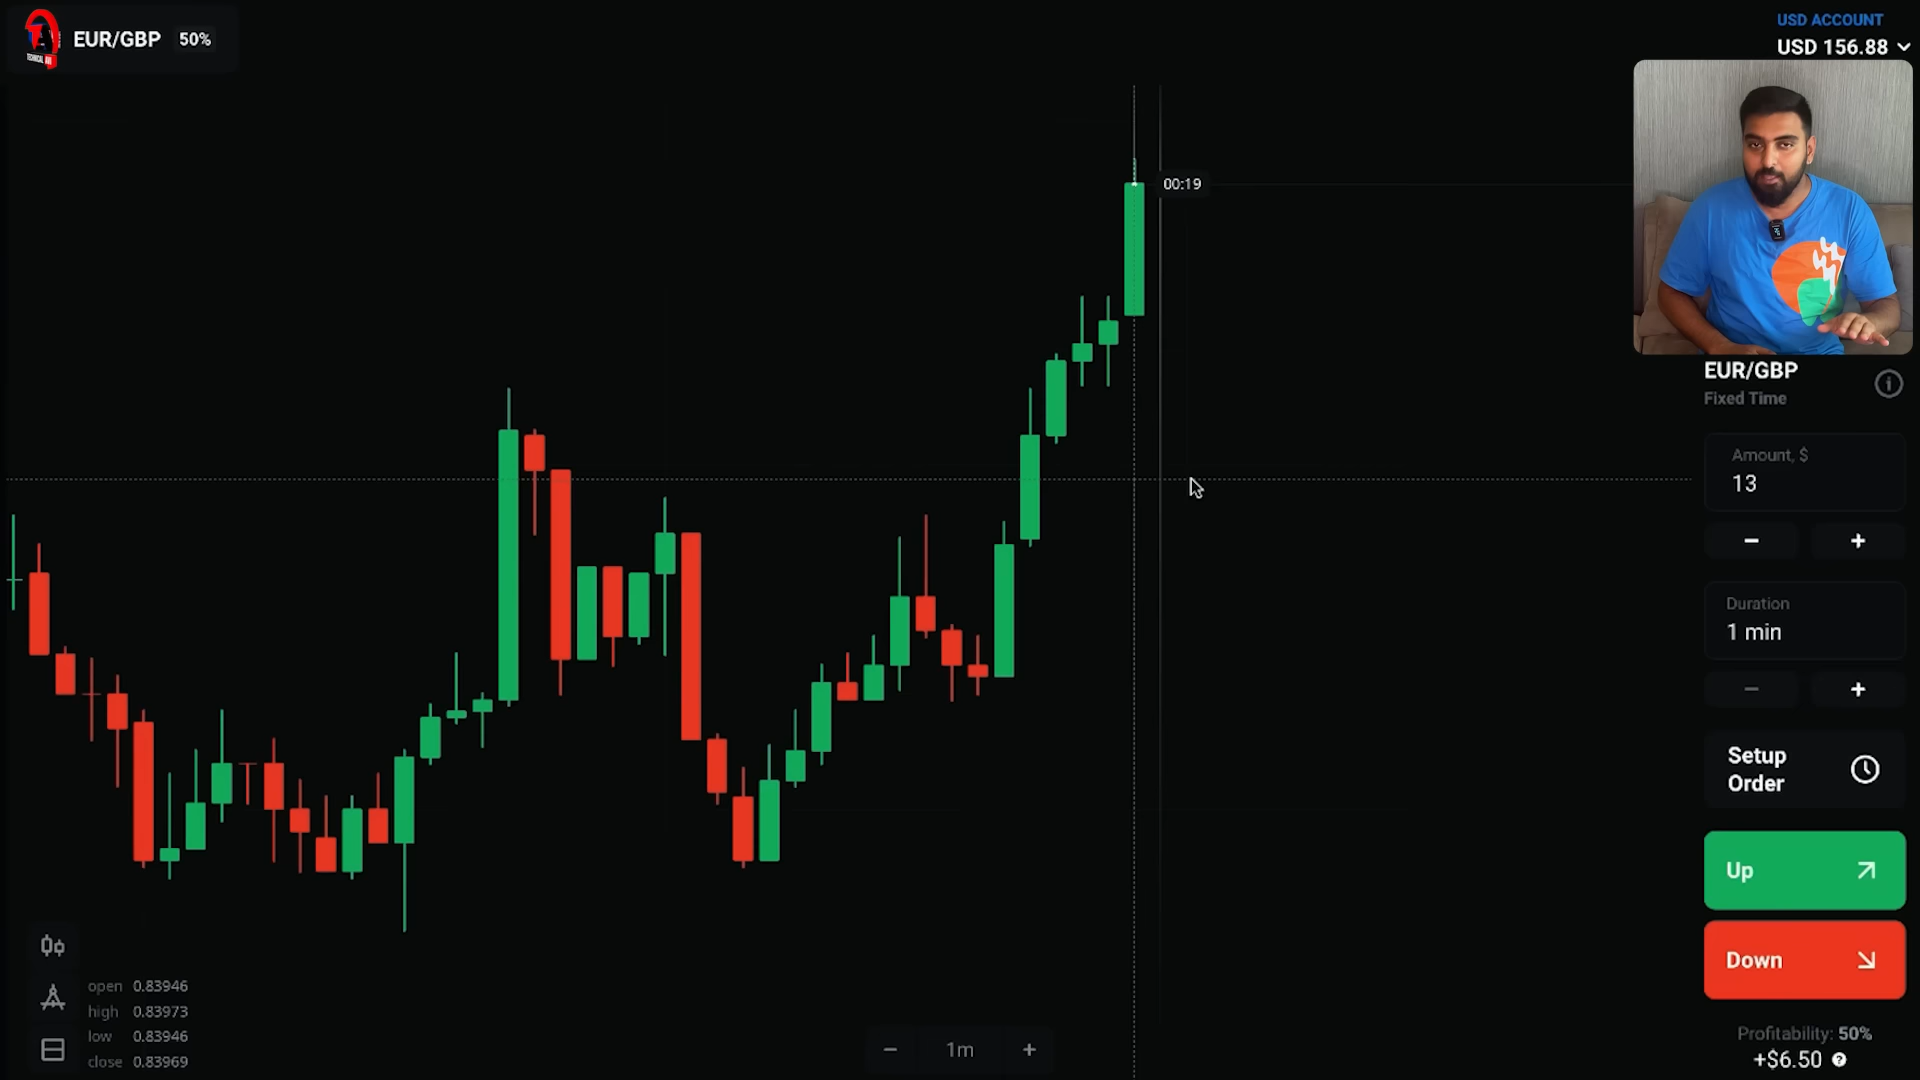 EUR/GBP 50%
TECHNICAL
USD ACCOUNT
USD 156.88
00:19
EUR/GBP
Fixed Time
Amount, $
13
Duration
1 min
Setup
Order
Up
Down
Profitability: 50%
+$6.50
open 0.83946
high 0.83973
low 0.83946
close 0.83969
1m